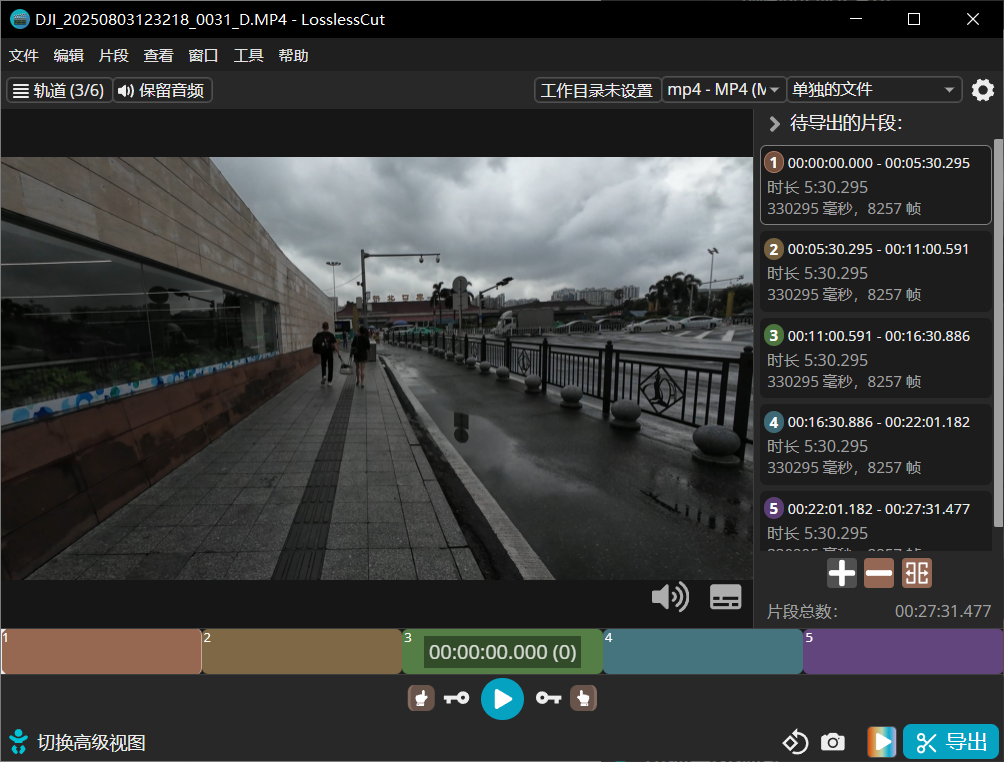 DJI_20250803123218_0031_D.MP4 - LosslessCut
文件 编辑 片段 查看 窗口 工具 帮助
轨道 (3/6) 保留音频 工作目录未设置 mp4 - MP4 (M 单独的文件
待导出的片段:
1 00:00:00.000 - 00:05:30.295
时长 5:30.295
330295 毫秒，8257 帧
2 00:05:30.295 - 00:11:00.591
时长 5:30.295
330295 毫秒，8257 帧
3 00:11:00.591 - 00:16:30.886
时长 5:30.295
330295 毫秒，8257 帧
4 00:16:30.886 - 00:22:01.182
时长 5:30.295
330295 毫秒，8257 帧
5 00:22:01.182 - 00:27:31.477
时长 5:30.295
片段总数: 00:27:31.477
1 2 3 4 5
00:00:00.000 (0)
切换高级视图 导出